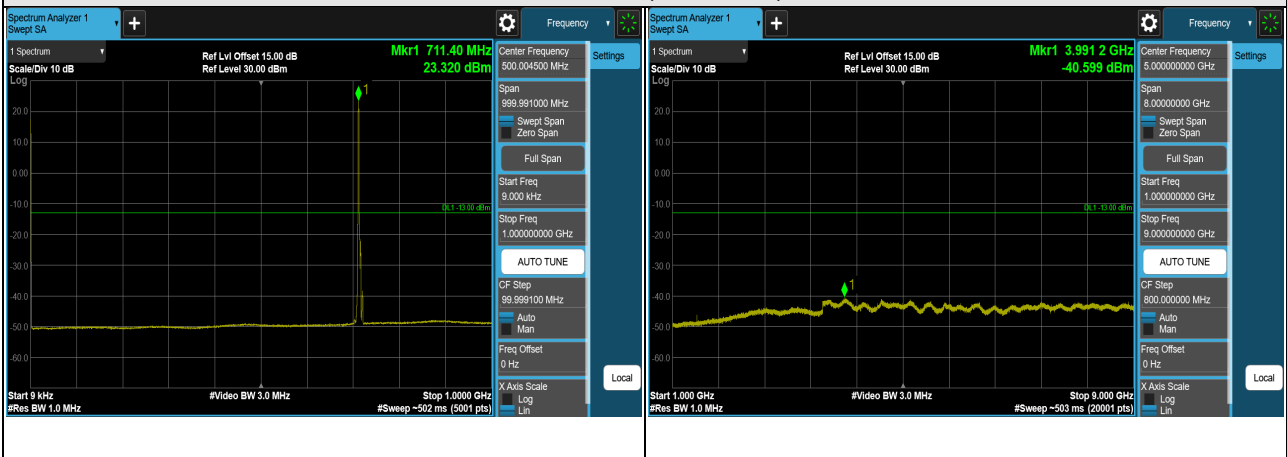 Spectrum Analyzer 1
Swept SA
+
Frequency
1 Spectrum
Scale/Div 10 dB
Log
Ref Lvl Offset 15.00 dB
Ref Level 30.00 dBm
Mkr1 711.40 MHz
23.320 dBm
1
20.0
10.0
0.00
-10.0
-20.0
-30.0
-40.0
-50.0
-60.0
DL1 -13.00 dBm
Start 9 kHz
#Res BW 1.0 MHz
#Video BW 3.0 MHz
Stop 1.0000 GHz
#Sweep ~502 ms (5001 pts)
Center Frequency
500.004500 MHz
Settings
Span
999.991000 MHz
Swept Span
Zero Span
Full Span
Start Freq
9.000 kHz
Stop Freq
1.000000000 GHz
AUTO TUNE
CF Step
99.999100 MHz
Auto
Man
Freq Offset
0 Hz
Local
X Axis Scale
Log
Lin
Spectrum Analyzer 1
Swept SA
+
Frequency
1 Spectrum
Scale/Div 10 dB
Log
Ref Lvl Offset 15.00 dB
Ref Level 30.00 dBm
Mkr1 3.991 2 GHz
-40.599 dBm
1
20.0
10.0
0.00
-10.0
-20.0
-30.0
-40.0
-50.0
-60.0
DL1 -13.00 dBm
Start 1.000 GHz
#Res BW 1.0 MHz
#Video BW 3.0 MHz
Stop 9.000 GHz
#Sweep ~503 ms (20001 pts)
Center Frequency
5.00000000 GHz
Settings
Span
8.00000000 GHz
Swept Span
Zero Span
Full Span
Start Freq
1.00000000 GHz
Stop Freq
9.00000000 GHz
AUTO TUNE
CF Step
800.000000 MHz
Auto
Man
Freq Offset
0 Hz
Local
X Axis Scale
Log
Lin